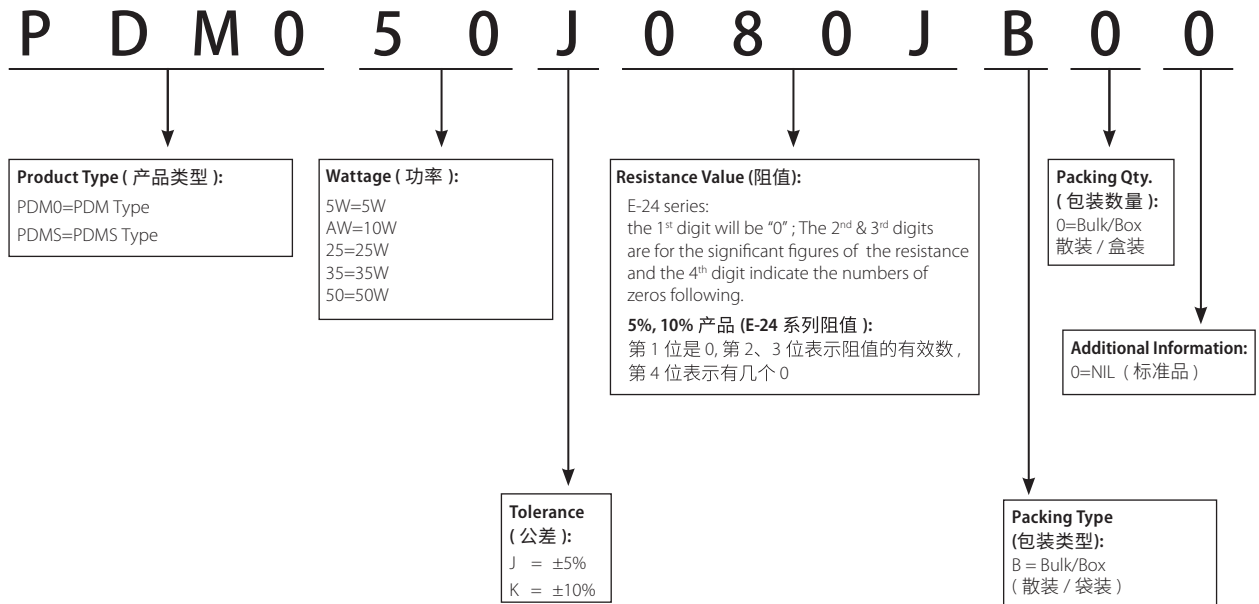 P D M 0 5 0 J 0 8 0 J B 0 0
Product Type ( 产品类型 ):
PDM0=PDM Type
PDMS=PDMS Type
Wattage ( 功率 ):
5W=5W
AW=10W
25=25W
35=35W
50=50W
Resistance Value (阻值):
E-24 series:
the 1st digit will be “0” ; The 2nd & 3rd digits
are for the significant figures of the resistance
and the 4th digit indicate the numbers of
zeros following.
5%, 10% 产品 (E-24 系列阻值 ):
第 1 位是 0, 第 2、3 位表示阻值的有效数 ,
第 4 位表示有几个 0
Packing Qty.
( 包装数量 ):
0=Bulk/Box
散装 / 盒装
Additional Information:
0=NIL ( 标准品 )
Tolerance
( 公差 ):
J = ±5%
K = ±10%
Packing Type
(包装类型):
B = Bulk/Box
( 散装 / 袋装 )